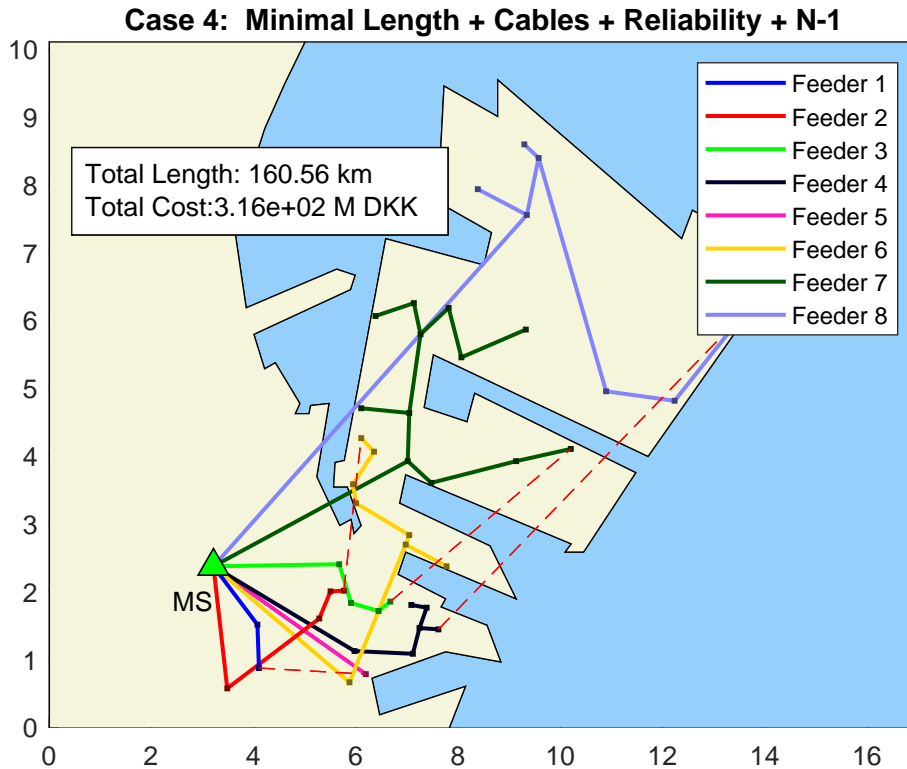 Case 4:  Minimal Length + Cables + Reliability + N-1
10
9
8
7
6
5
4
3
2
1
0
Total Length: 160.56 km
Total Cost:3.16e+02 M DKK
Feeder 1
Feeder 2
Feeder 3
Feeder 4
Feeder 5
Feeder 6
Feeder 7
Feeder 8
MS
0 2 4 6 8 10 12 14 16